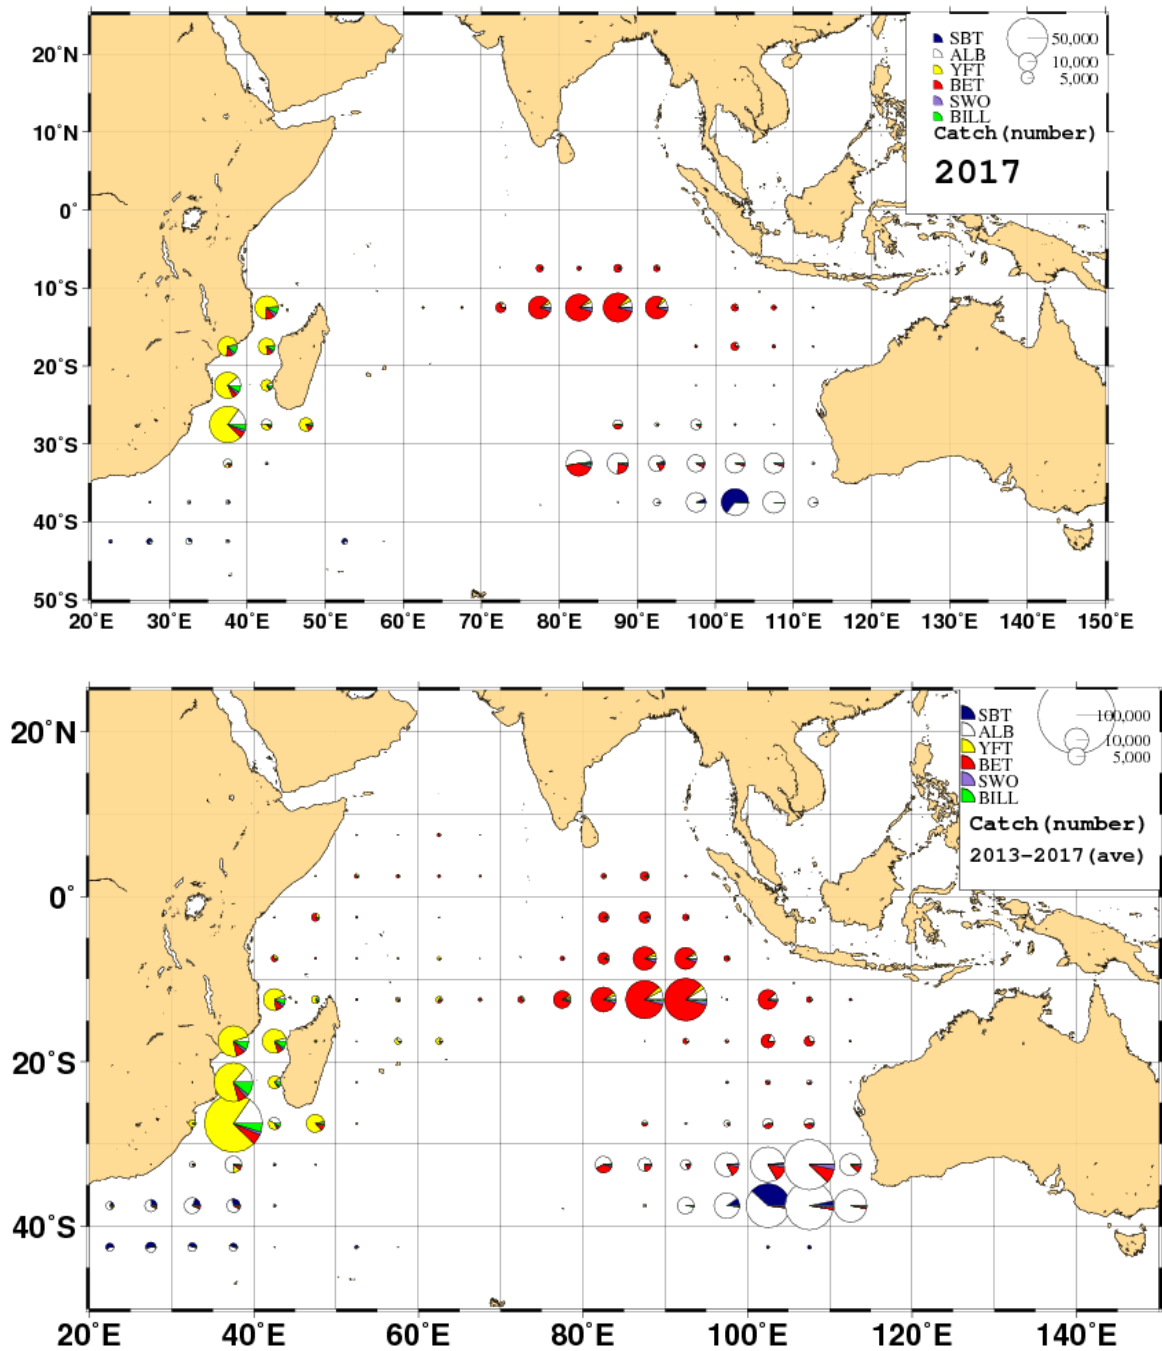 20°N
10°N
0°
10°S
20°S
30°S
40°S
50°S
20°E 30°E 40°E 50°E 60°E 70°E 80°E 90°E 100°E 110°E 120°E 130°E 140°E 150°E
SBT
ALB
YFT
BET
SWO
BILL
50,000
10,000
5,000
Catch(number)
2017
20°N
0°
20°S
40°S
20°E 40°E 60°E 80°E 100°E 120°E 140°E
SBT
ALB
YFT
BET
SWO
BILL
100,000
10,000
5,000
Catch(number)
2013-2017(ave)